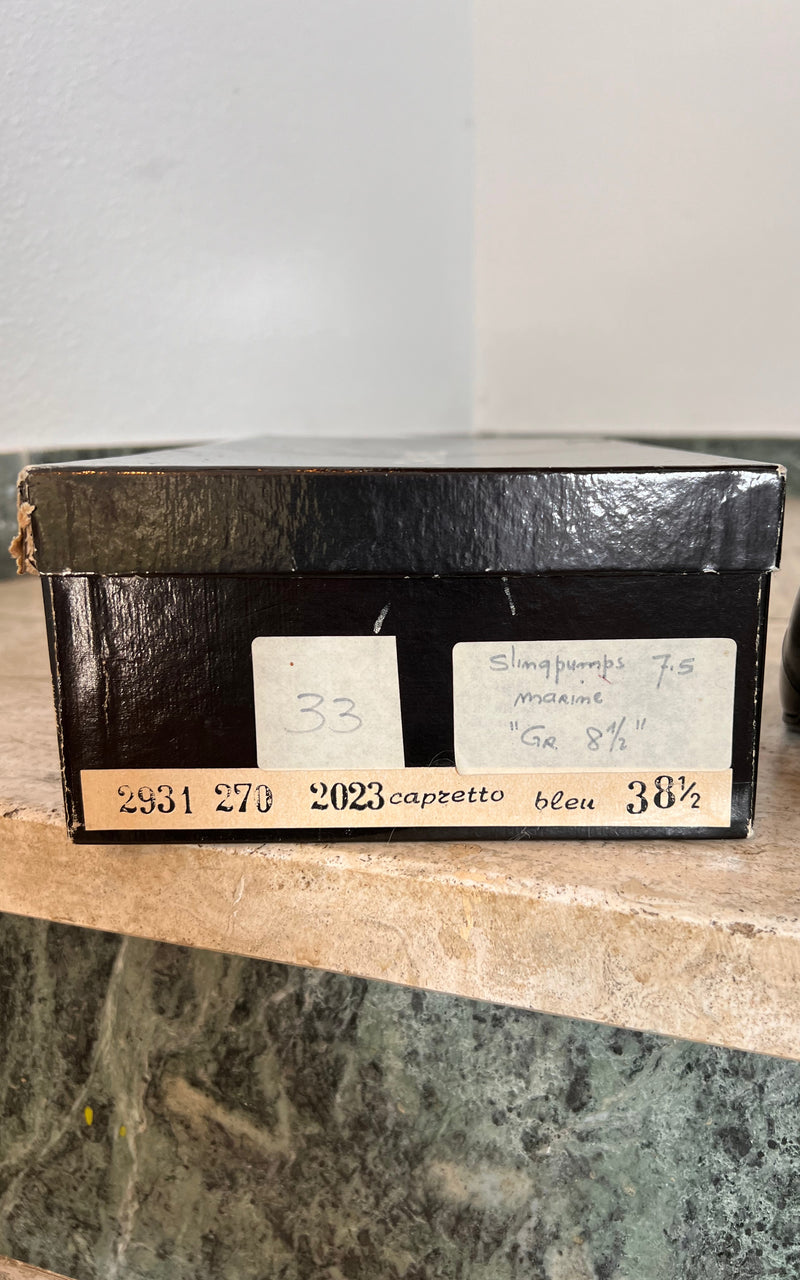 33
Slingpumps 7.5
marine
"Gr. 8½"
2931 270 2023 capretto bleu 38½